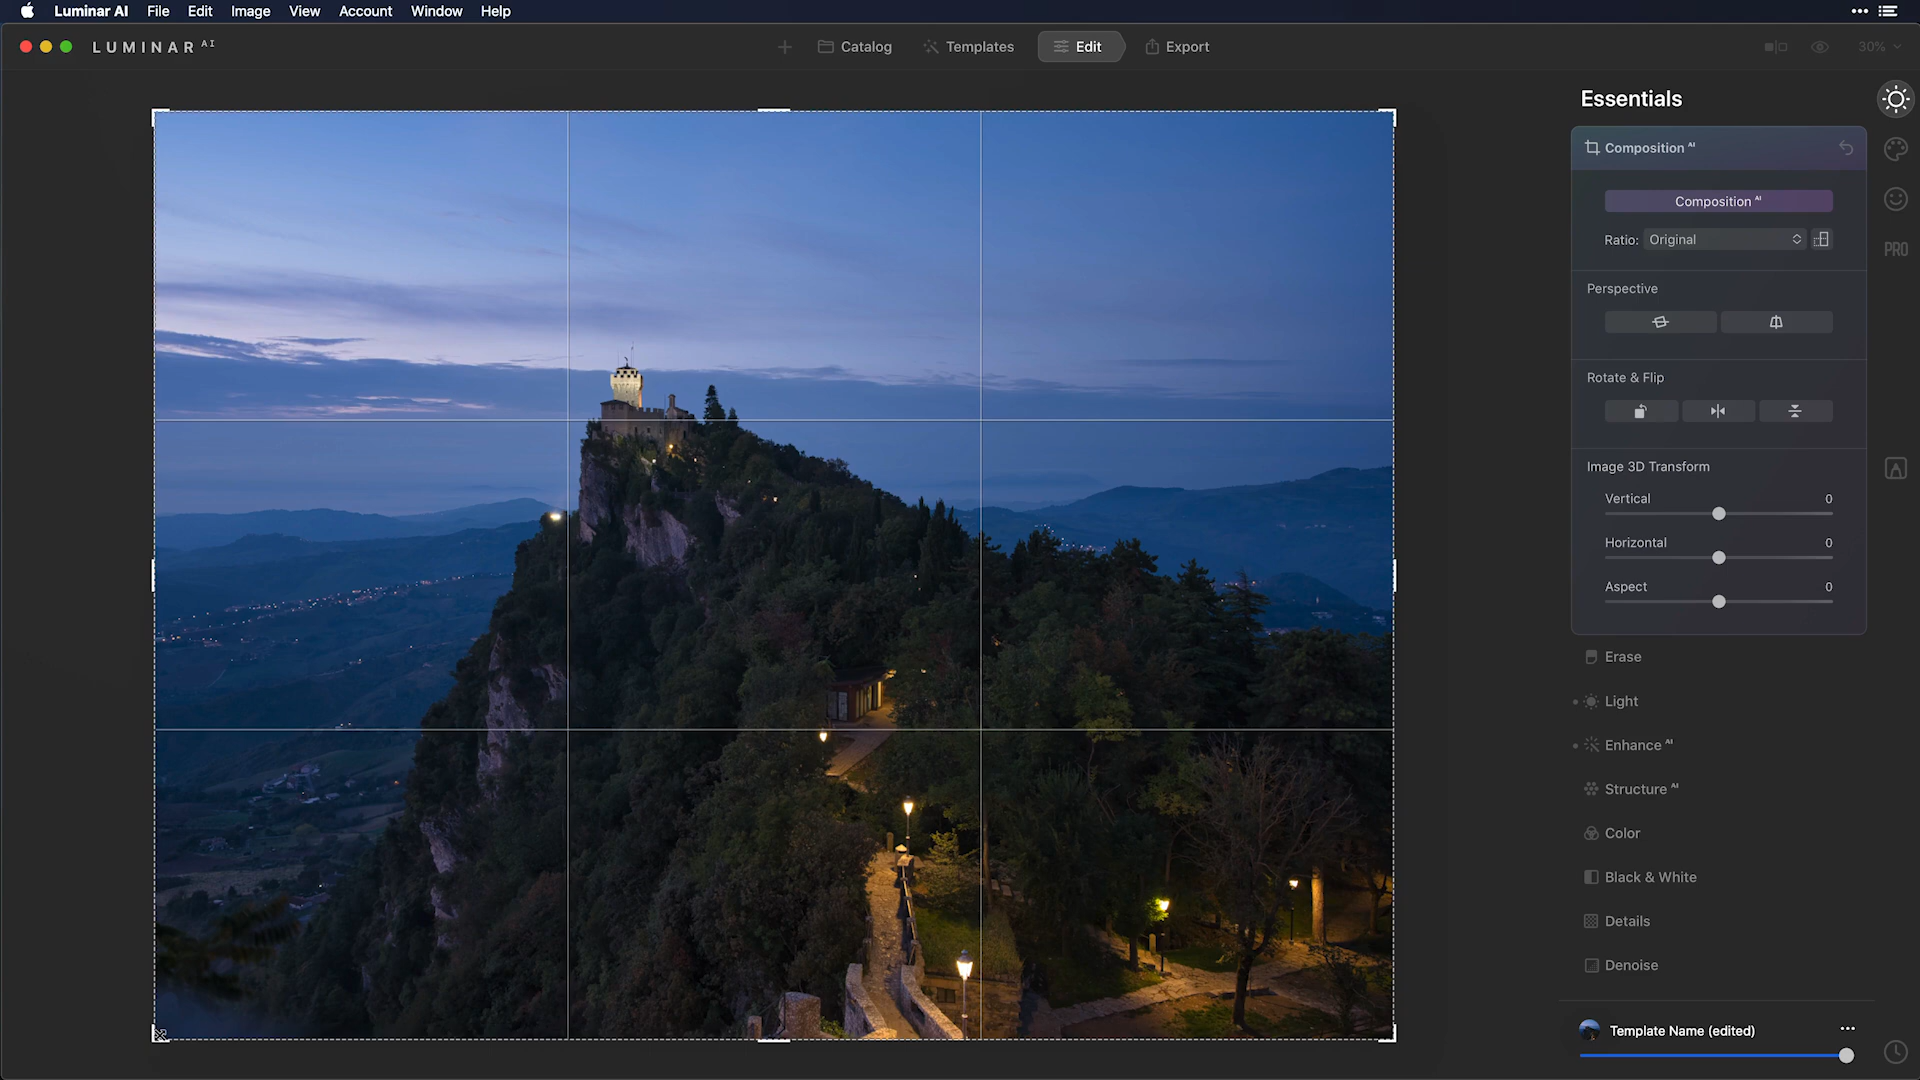 Luminar AI File Edit Image View Account Window Help
LUMINAR AI
Catalog Templates Edit Export
30%
Essentials
Composition AI
Composition AI
Ratio: Original
PRO
Perspective
Rotate & Flip
Image 3D Transform
Vertical 0
Horizontal 0
Aspect 0
Erase
Light
Enhance AI
Structure AI
Color
Black & White
Details
Denoise
Template Name (edited)